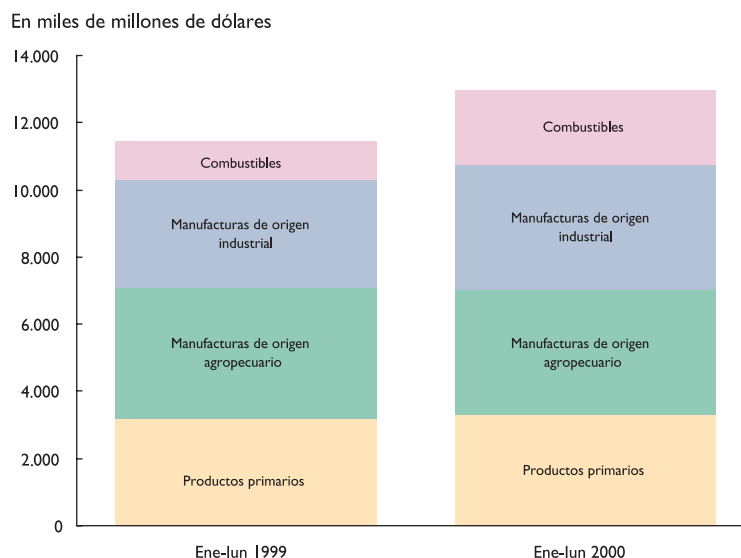 En miles de millones de dólares
14.000
12.000
10.000
8.000
6.000
4.000
2.000
0
Combustibles
Manufacturas de origen
industrial
Manufacturas de origen
agropecuario
Productos primarios
Combustibles
Manufacturas de origen
industrial
Manufacturas de origen
agropecuario
Productos primarios
Ene-Iun 1999
Ene-Iun 2000